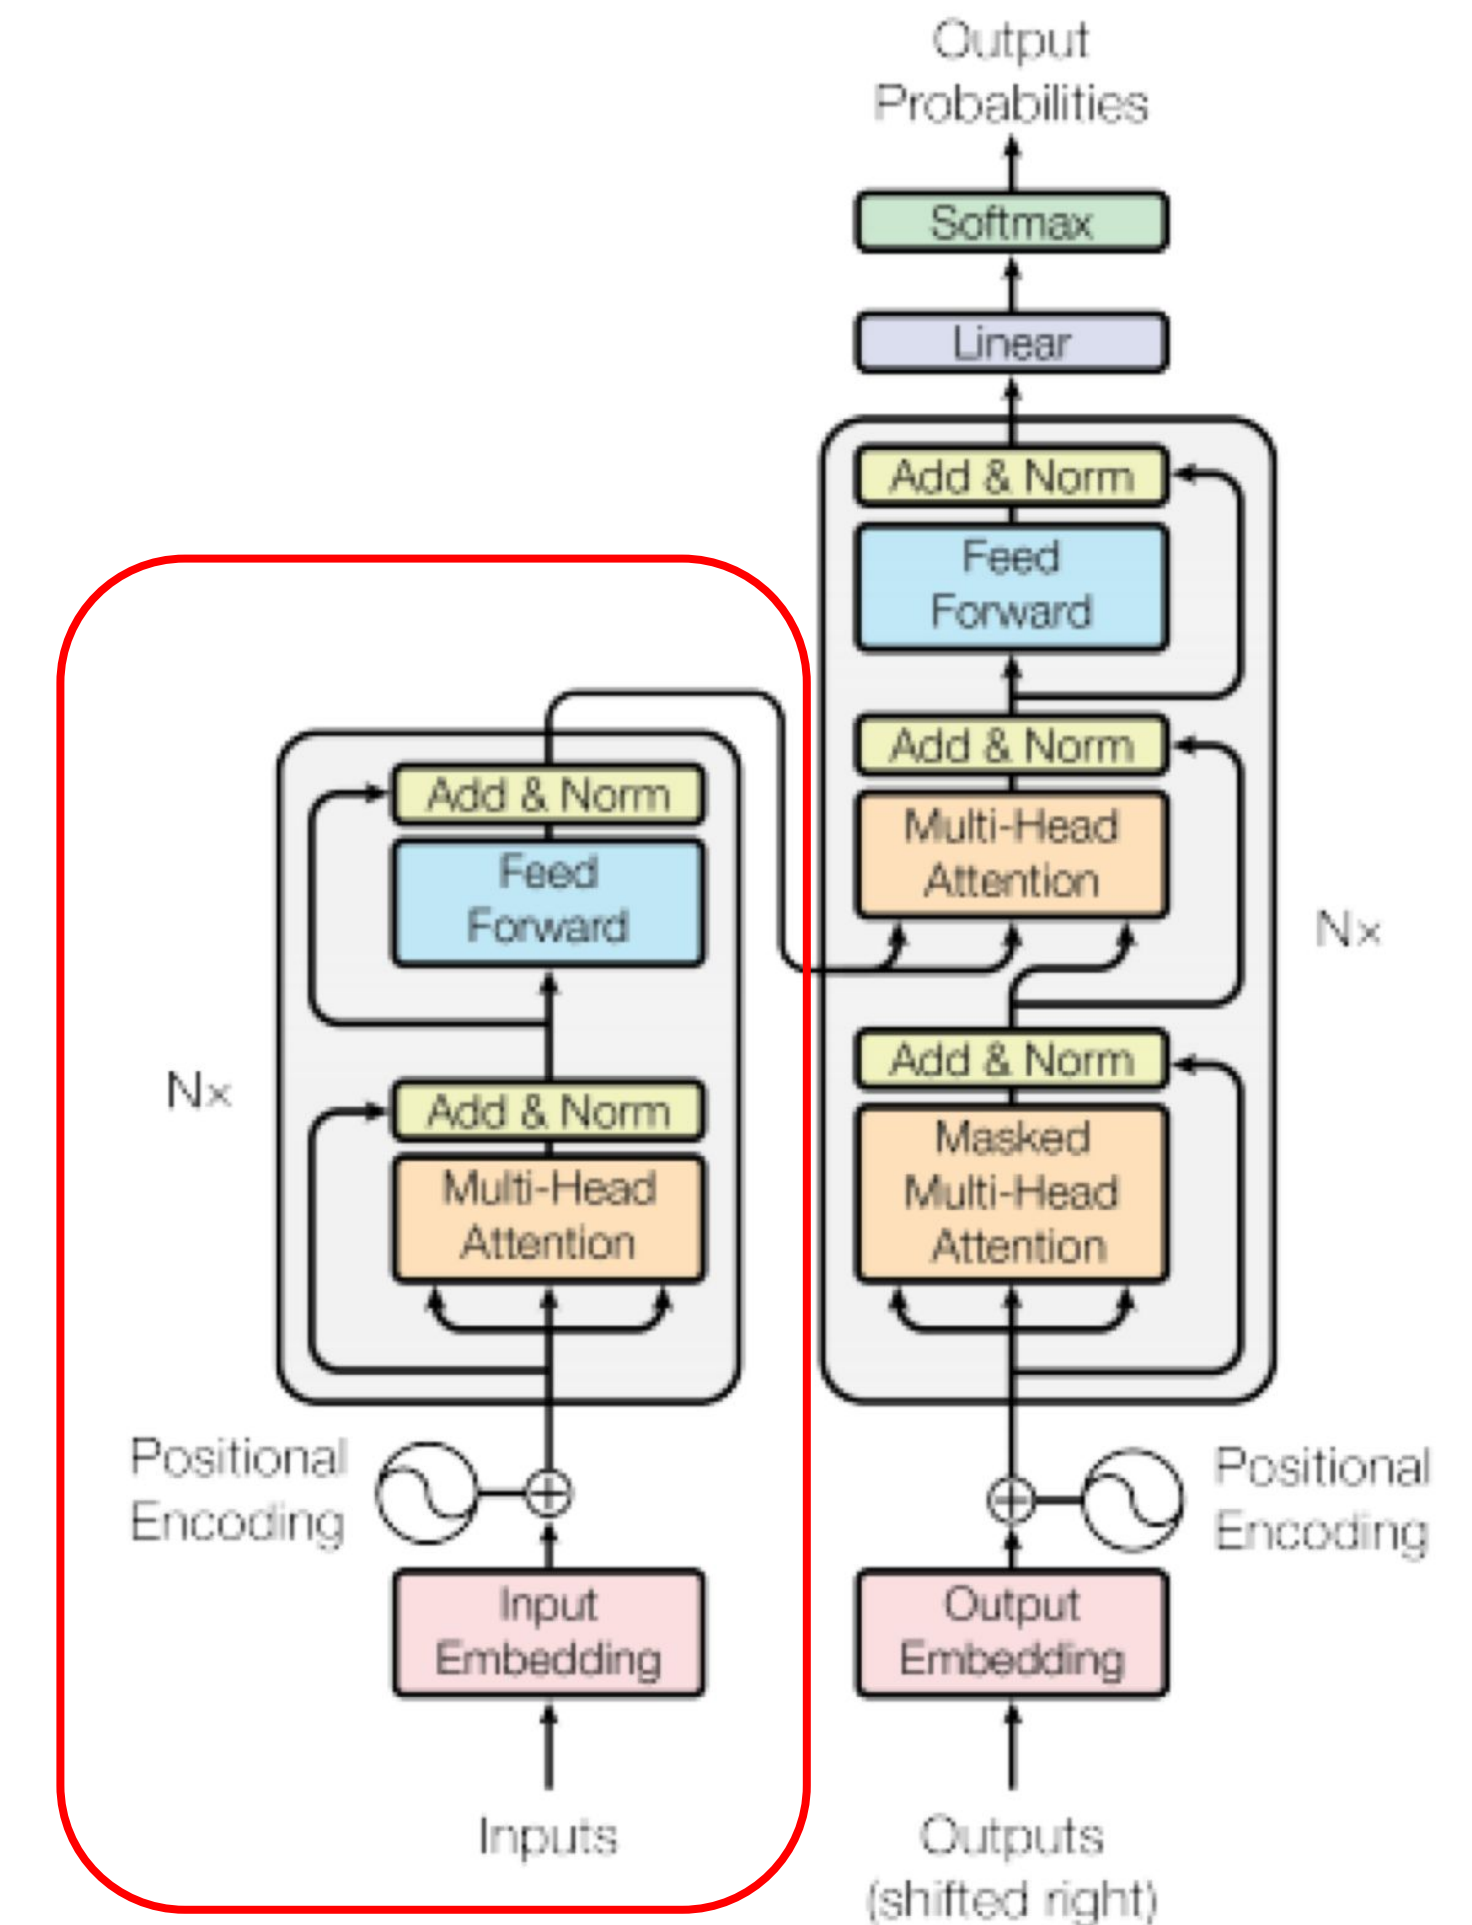 Output
Probabilities
Softmax
Linear
Add & Norm
Feed
Forward
Add & Norm
Multi-Head
Attention
Nx
Add & Norm
Masked
Multi-Head
Attention
Positional
Encoding
Output
Embedding
Outputs
(shifted right)
Add & Norm
Feed
Forward
Nx
Add & Norm
Multi-Head
Attention
Positional
Encoding
Input
Embedding
Inputs